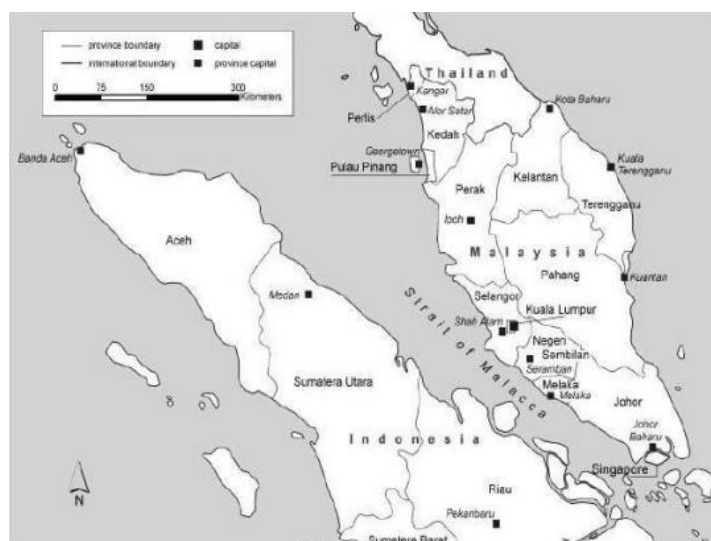 province boundary
capital
international boundary
province capital
0 75 150 300
Kilometers
Thailand
Kangar
Perlis
Alor Setar
Kedah
Kota Baharu
Georgetown
Pulau Pinang
Banda Aceh
Kuala
Terengganu
Perak
Kelantan
Terengganu
Ipoh
Aceh
Malaysia
Pahang
Kuantan
Medan
Selangor
Kuala Lumpur
Shah Alam
Strait of Malacca
Negeri
Sembilan
Seramban
Melaka
Melaka
Sumatera Utara
Johor
Johor
Baharu
Indonesia
Singapore
Riau
N
Pekanbaru
Sumatera Barat